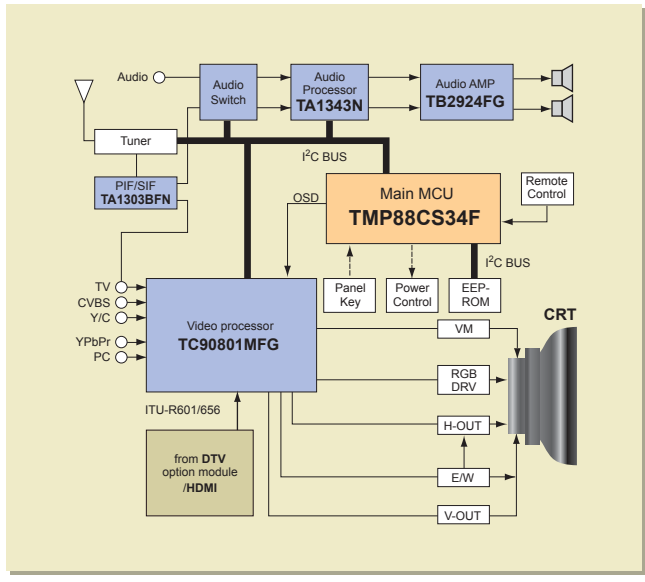 Audio
Audio
Switch
Audio
Processor
TA1343N
Audio AMP
TB2924FG
Tuner
I²C BUS
PIF/SIF
TA1303BFN
OSD
Main MCU
TMP88CS34F
Remote
Control
I²C BUS
Panel
Key
Power
Control
EEP-
ROM
TV
CVBS
Y/C
YPbPr
PC
Video processor
TC90801MFG
CRT
VM
RGB
DRV
H-OUT
E/W
V-OUT
ITU-R601/656
from DTV
option module
/HDMI